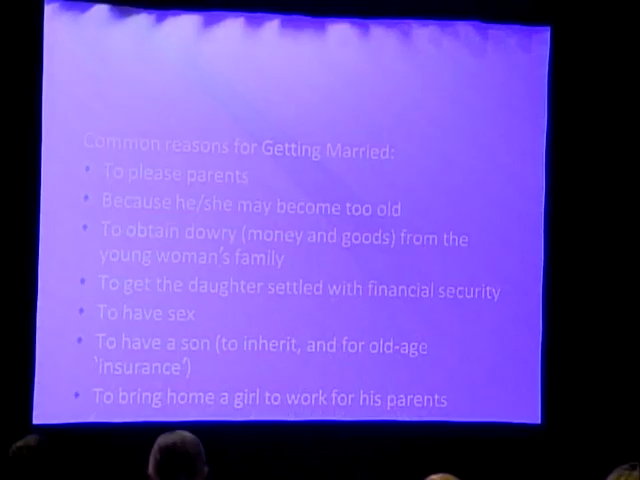 Common reasons for Getting Married:
• To please parents
• Because he/she may become too old
• To obtain dowry (money and goods) from the
young woman's family
• To get the daughter settled with financial security
• To have sex
• To have a son (to inherit, and for old-age
'insurance')
• To bring home a girl to work for his parents